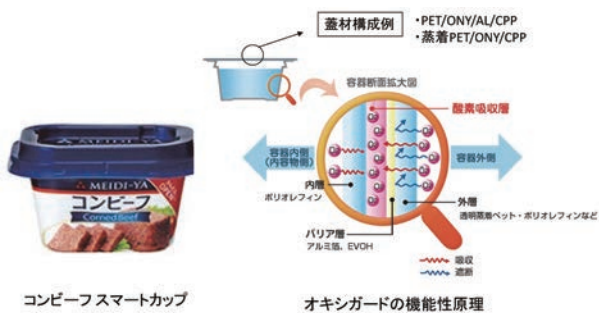 蓋材構成例
・PET/ONY/AL/CPP
・蒸着PET/ONY/CPP
容器断面拡大図
酸素吸収層
容器内側
(内容物側)
容器外側
内層
ポリオレフィン
外層
透明蒸着ペット・ポリオレフィンなど
バリア層
アルミ箔、EVOH
吸収
遮断
MEIDI-YA
コンビーフ
Corned Beef
コンビーフ スマートカップ
オキシガードの機能性原理